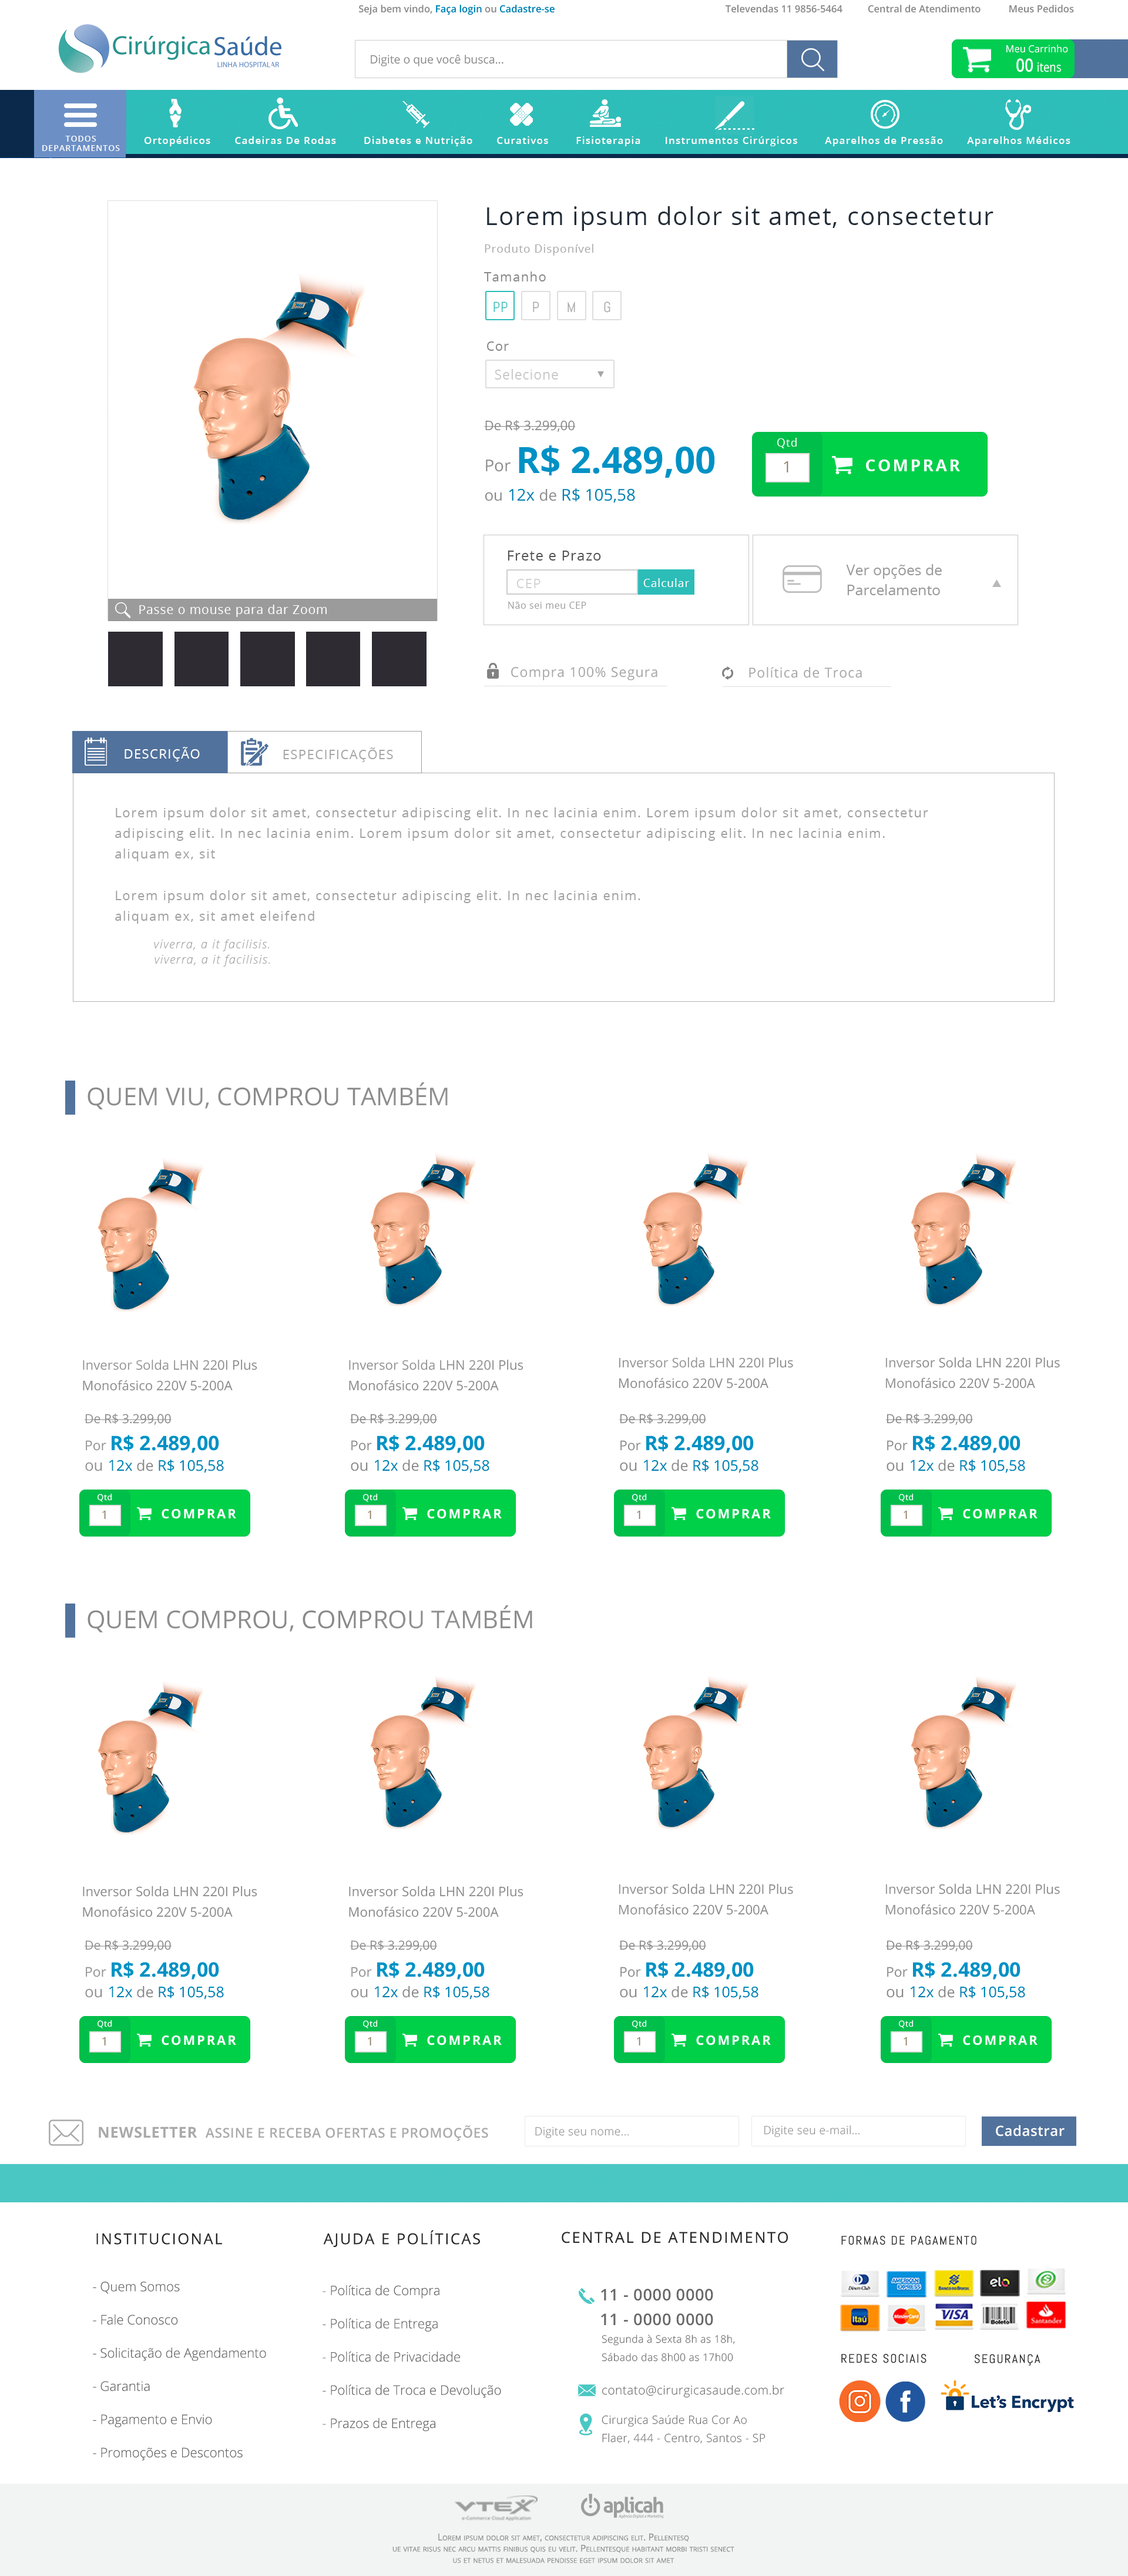 Seja bem vindo, Faça login ou Cadastre-se
Televendas 11 9856-5464
Central de Atendimento
Meus Pedidos
Cirúrgica Saúde
LINHA HOSPITALAR
Digite o que você busca...
Meu Carrinho
00 itens
TODOS
DEPARTAMENTOS
Ortopédicos
Cadeiras De Rodas
Diabetes e Nutrição
Curativos
Fisioterapia
Instrumentos Cirúrgicos
Aparelhos de Pressão
Aparelhos Médicos
Lorem ipsum dolor sit amet, consectetur
Produto Disponível
Tamanho
PP P M G
Cor
Selecione
De R$ 3.299,00
Por R$ 2.489,00
ou 12x de R$ 105,58
Qtd
1
COMPRAR
Frete e Prazo
CEP
Calcular
Não sei meu CEP
Ver opções de
Parcelamento
Passe o mouse para dar Zoom
Compra 100% Segura
Política de Troca
DESCRIÇÃO
ESPECIFICAÇÕES
Lorem ipsum dolor sit amet, consectetur adipiscing elit. In nec lacinia enim. Lorem ipsum dolor sit amet, consectetur
adipiscing elit. In nec lacinia enim. Lorem ipsum dolor sit amet, consectetur adipiscing elit. In nec lacinia enim.
aliquam ex, sit
Lorem ipsum dolor sit amet, consectetur adipiscing elit. In nec lacinia enim.
aliquam ex, sit amet eleifend
viverra, a it facilisis.
viverra, a it facilisis.
QUEM VIU, COMPROU TAMBÉM
Inversor Solda LHN 220I Plus
Monofásico 220V 5-200A
De R$ 3.299,00
Por R$ 2.489,00
ou 12x de R$ 105,58
Qtd
1
COMPRAR
Inversor Solda LHN 220I Plus
Monofásico 220V 5-200A
De R$ 3.299,00
Por R$ 2.489,00
ou 12x de R$ 105,58
Qtd
1
COMPRAR
Inversor Solda LHN 220I Plus
Monofásico 220V 5-200A
De R$ 3.299,00
Por R$ 2.489,00
ou 12x de R$ 105,58
Qtd
1
COMPRAR
Inversor Solda LHN 220I Plus
Monofásico 220V 5-200A
De R$ 3.299,00
Por R$ 2.489,00
ou 12x de R$ 105,58
Qtd
1
COMPRAR
QUEM COMPROU, COMPROU TAMBÉM
Inversor Solda LHN 220I Plus
Monofásico 220V 5-200A
De R$ 3.299,00
Por R$ 2.489,00
ou 12x de R$ 105,58
Qtd
1
COMPRAR
Inversor Solda LHN 220I Plus
Monofásico 220V 5-200A
De R$ 3.299,00
Por R$ 2.489,00
ou 12x de R$ 105,58
Qtd
1
COMPRAR
Inversor Solda LHN 220I Plus
Monofásico 220V 5-200A
De R$ 3.299,00
Por R$ 2.489,00
ou 12x de R$ 105,58
Qtd
1
COMPRAR
Inversor Solda LHN 220I Plus
Monofásico 220V 5-200A
De R$ 3.299,00
Por R$ 2.489,00
ou 12x de R$ 105,58
Qtd
1
COMPRAR
NEWSLETTER ASSINE E RECEBA OFERTAS E PROMOÇÕES
Digite seu nome...
Digite seu e-mail...
Cadastrar
INSTITUCIONAL
- Quem Somos
- Fale Conosco
- Solicitação de Agendamento
- Garantia
- Pagamento e Envio
- Promoções e Descontos
AJUDA E POLÍTICAS
- Política de Compra
- Política de Entrega
- Política de Privacidade
- Política de Troca e Devolução
- Prazos de Entrega
CENTRAL DE ATENDIMENTO
11 - 0000 0000
11 - 0000 0000
Segunda à Sexta 8h as 18h,
Sábado das 8h00 as 17h00
contato@cirurgicasaude.com.br
Cirurgica Saúde Rua Cor Ao
Flaer, 444 - Centro, Santos - SP
FORMAS DE PAGAMENTO
Diners Club
AMERICAN EXPRESS
BANCO DO BRASIL
elo
Itaú
MasterCard
VISA
Boleto
Santander
REDES SOCIAIS
SEGURANÇA
Let's Encrypt
VTEX
e-Commerce Cloud Application
aplicah
LOREM IPSUM DOLOR SIT AMET, CONSECTETUR ADIPISCING ELIT. PELLENTESQ
UE VITAE RISUS NEC ARCU MATTIS FINIBUS QUIS EU VELIT. PELLENTESQUE HABITANT MORBI TRISTI SENECT
US ET NETUS ET MALESUADA PENDISSE EGET IPSUM DOLOR SIT AMET